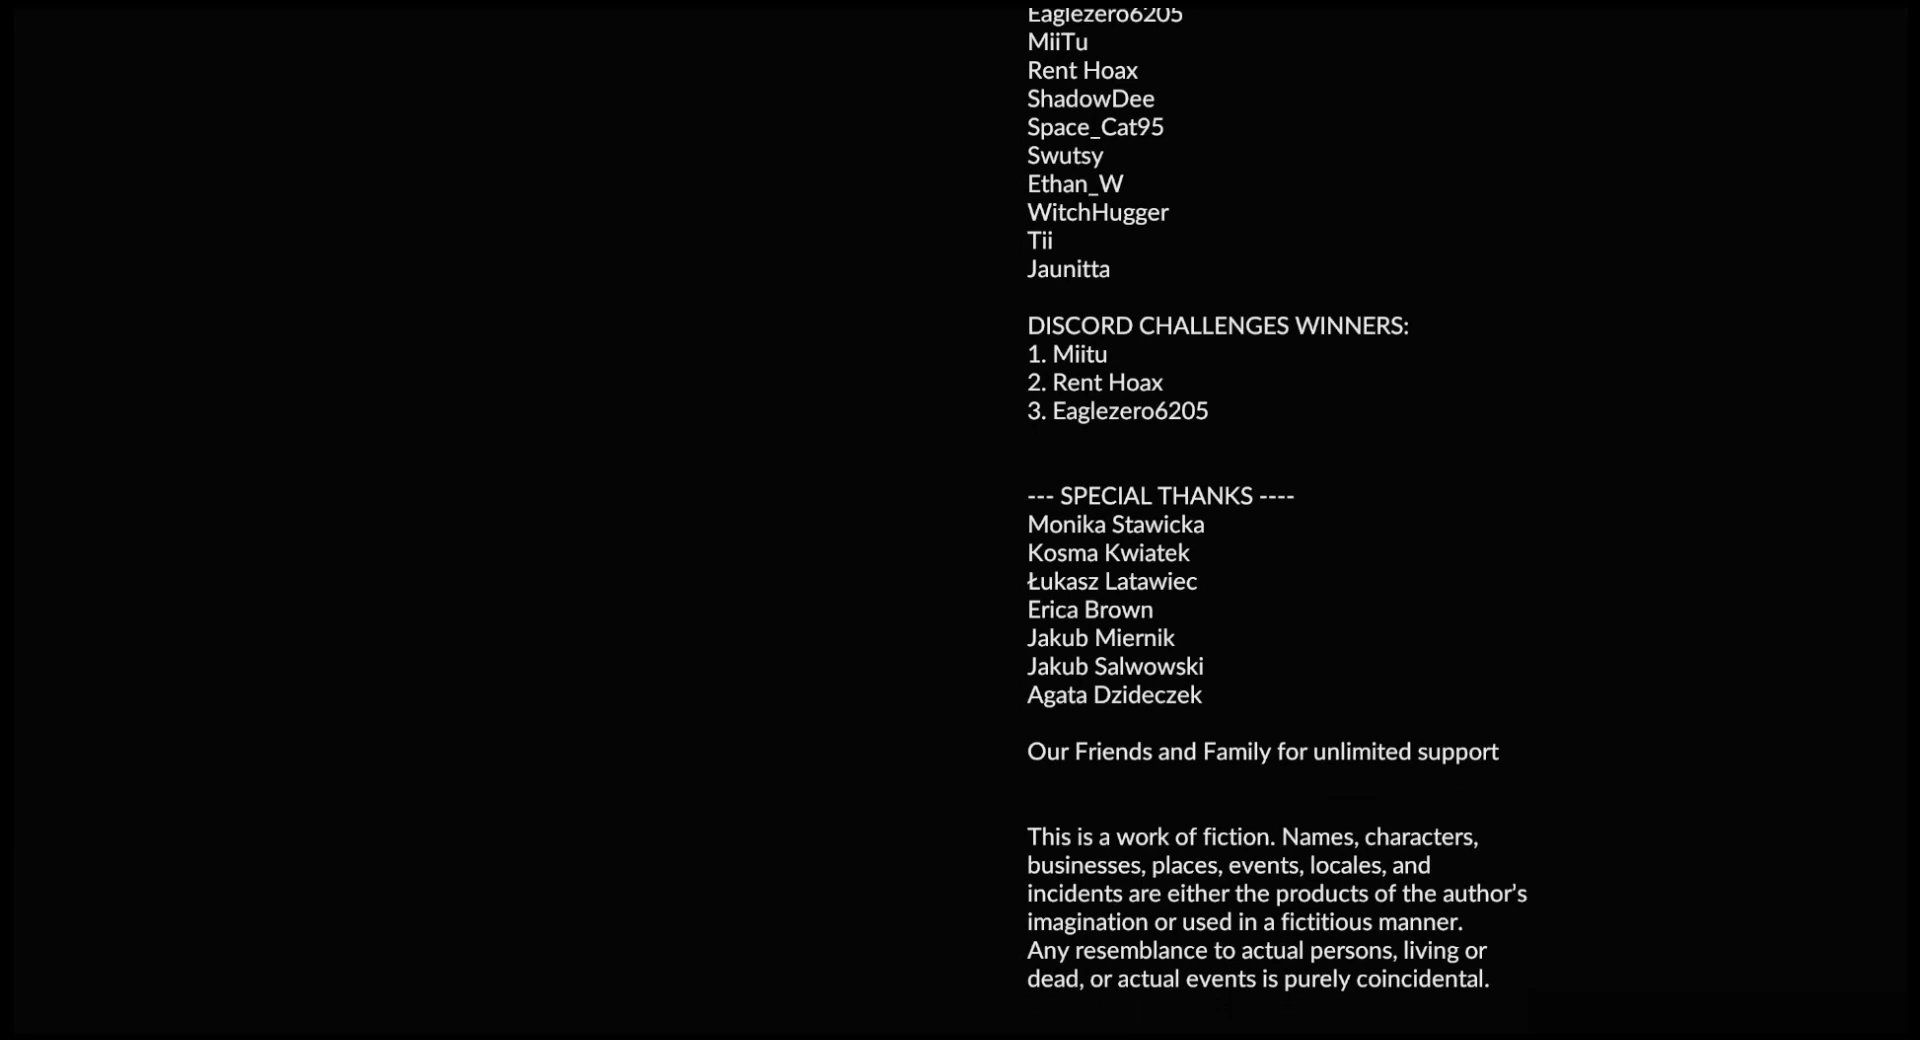 Eaglezero6205
MiiTu
Rent Hoax
ShadowDee
Space_Cat95
Swutsy
Ethan_W
WitchHugger
Tii
Jaunitta
DISCORD CHALLENGES WINNERS:
1. Miitu
2. Rent Hoax
3. Eaglezero6205
--- SPECIAL THANKS ----
Monika Stawicka
Kosma Kwiatek
Łukasz Latawiec
Erica Brown
Jakub Miernik
Jakub Salwowski
Agata Dzideczek
Our Friends and Family for unlimited support
This is a work of fiction. Names, characters,
businesses, places, events, locales, and
incidents are either the products of the author's
imagination or used in a fictitious manner.
Any resemblance to actual persons, living or
dead, or actual events is purely coincidental.